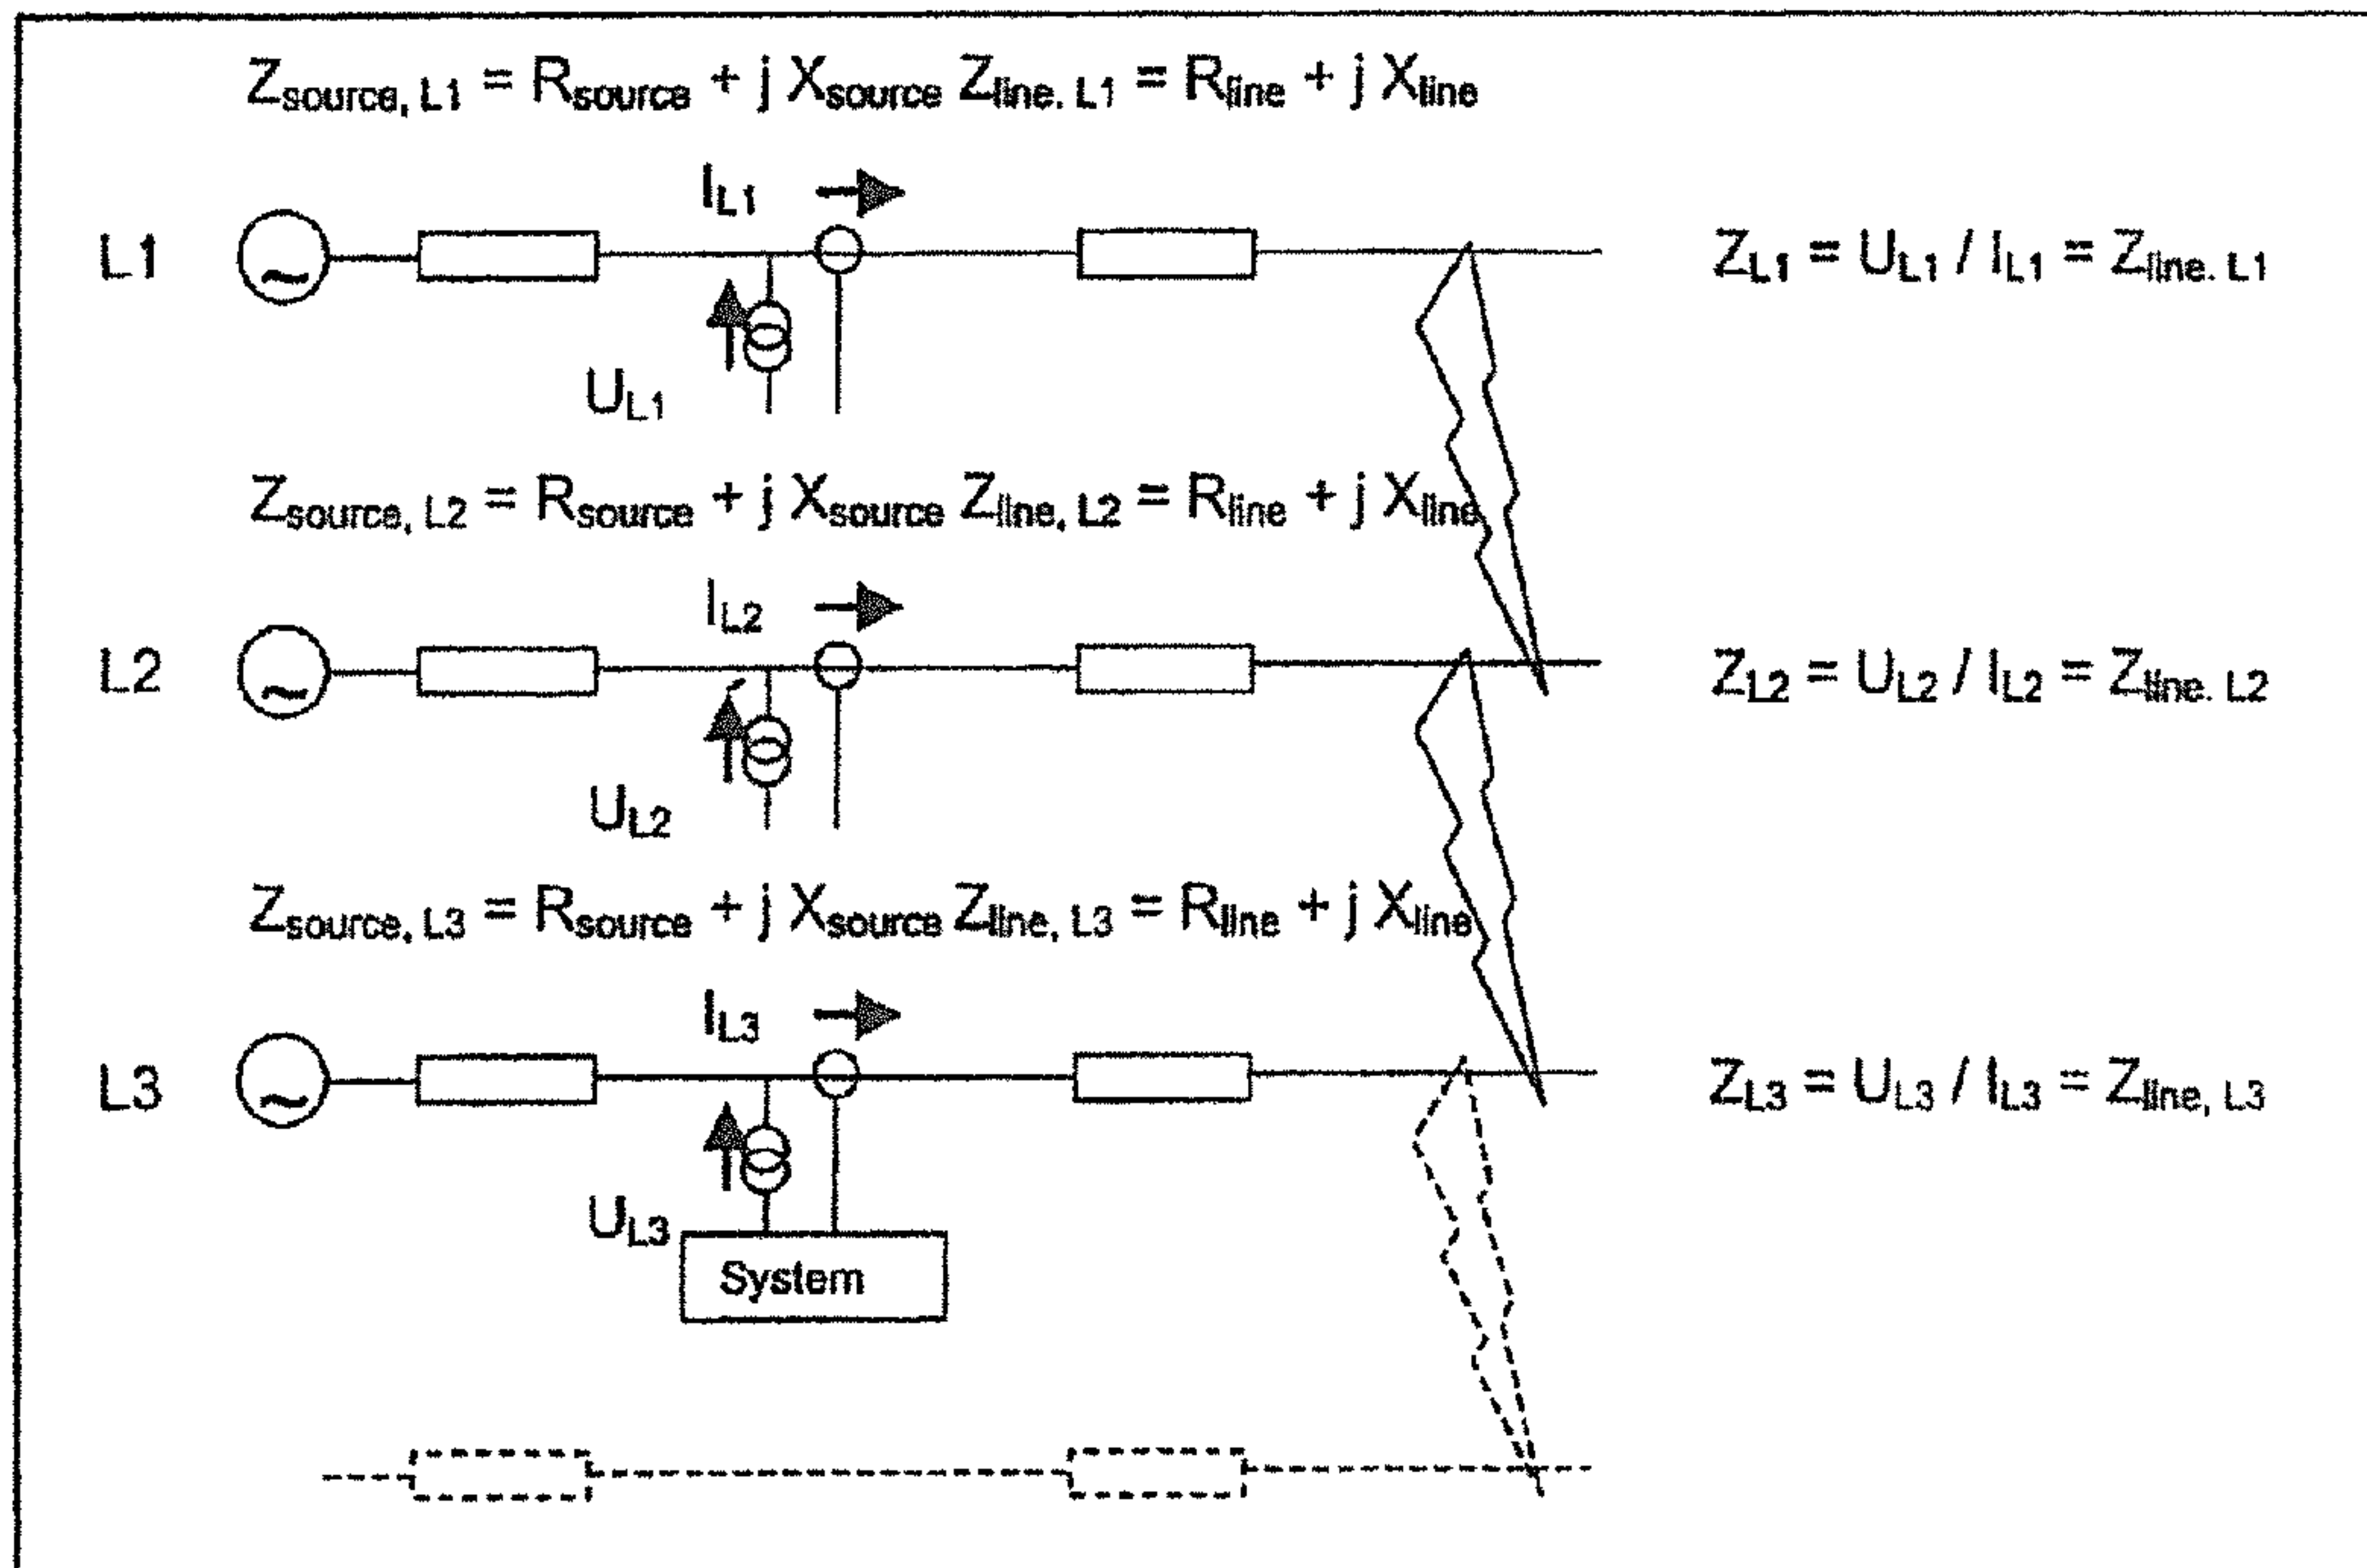 Zsource, L1 = Rsource + j Xsource Zline. L1 = Rline + j Xline
IL1
L1
ZL1 = UL1 / IL1 = Zline. L1
UL1
Zsource, L2 = Rsource + j Xsource Zline, L2 = Rline + j Xline
IL2
L2
ZL2 = UL2 / IL2 = Zline. L2
UL2
Zsource, L3 = Rsource + j Xsource Zline, L3 = Rline + j Xline
IL3
L3
ZL3 = UL3 / IL3 = Zline, L3
UL3
System